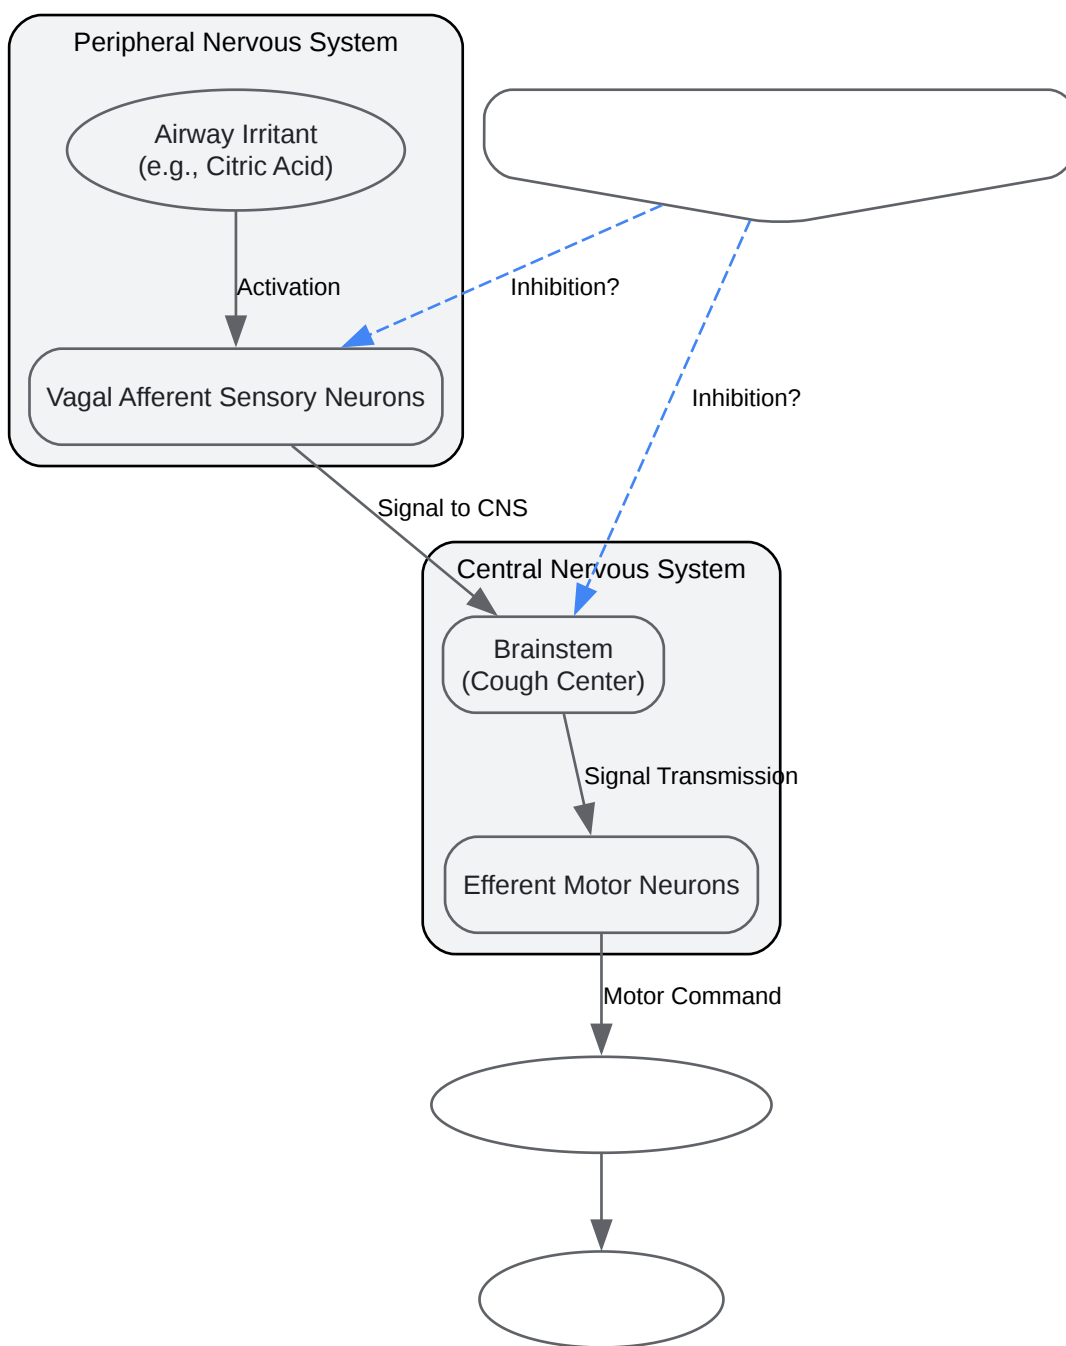 Peripheral Nervous System
Airway Irritant
(e.g., Citric Acid)
Activation
Inhibition?
Vagal Afferent Sensory Neurons
Inhibition?
Signal to CNS
Central Nervous System
Brainstem
(Cough Center)
Signal Transmission
Efferent Motor Neurons
Motor Command